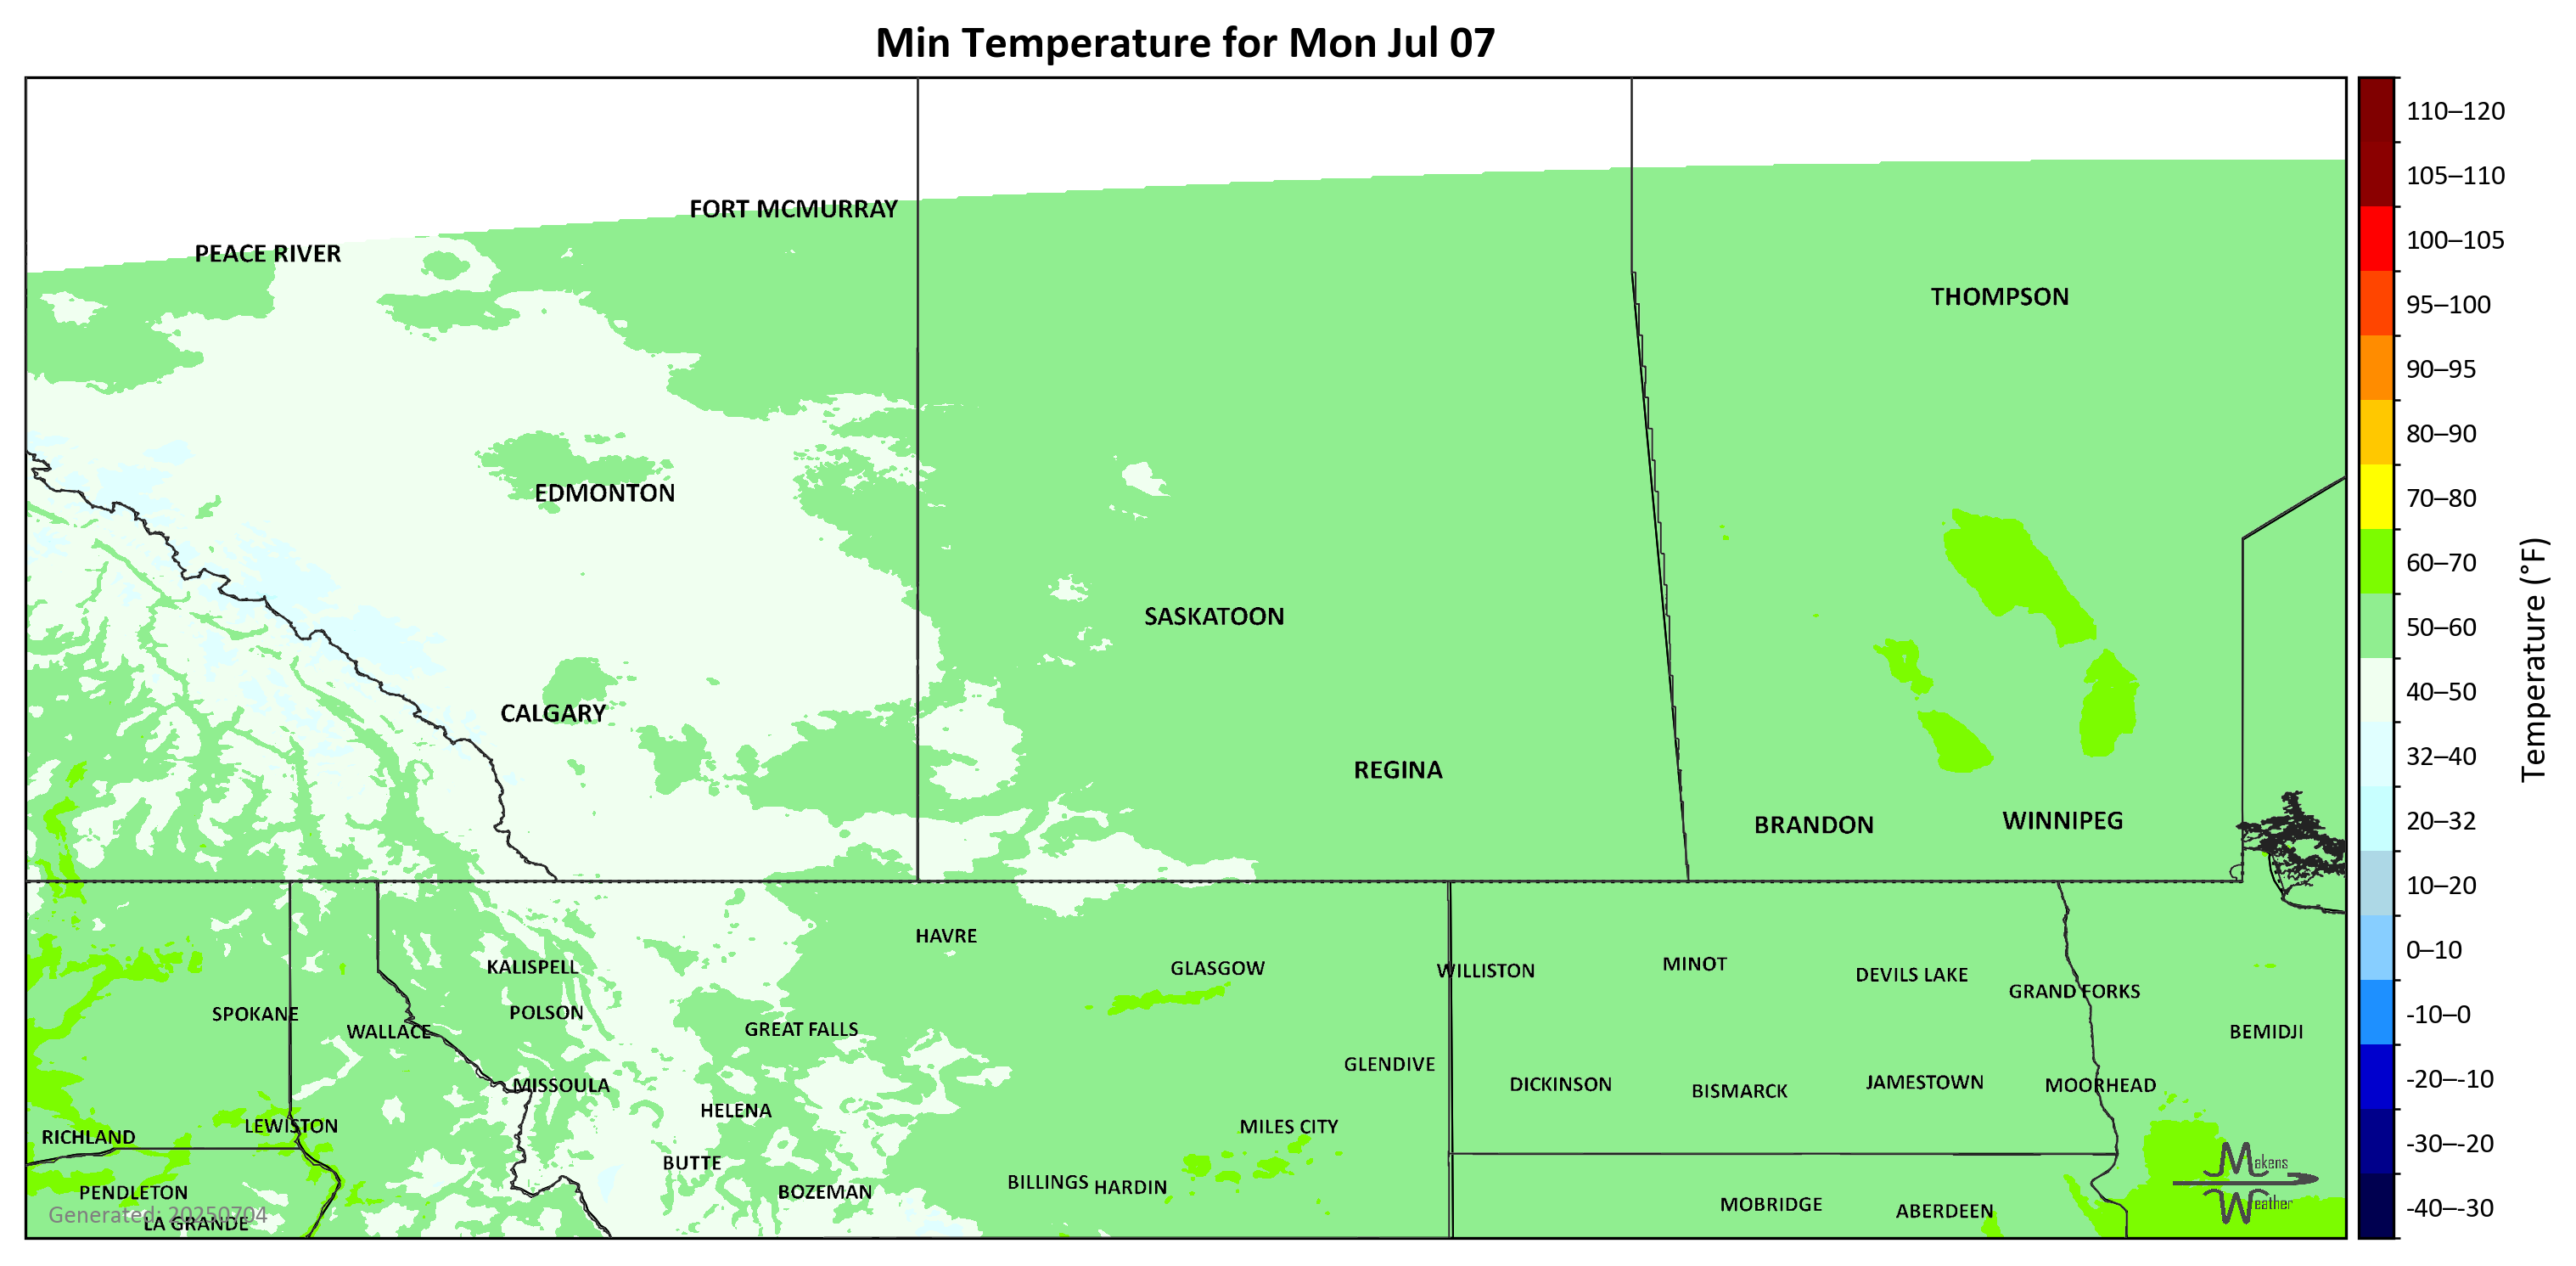 Min Temperature for Mon Jul 07
FORT MCMURRAY
PEACE RIVER
THOMPSON
EDMONTON
SASKATOON
CALGARY
REGINA
BRANDON
WINNIPEG
HAVRE
KALISPELL
GLASGOW
WILLISTON
MINOT
DEVILS LAKE
GRAND FORKS
SPOKANE
POLSON
WALLACE
GREAT FALLS
BEMIDJI
GLENDIVE
MISSOULA
DICKINSON
BISMARCK
JAMESTOWN
MOORHEAD
HELENA
LEWISTON
MILES CITY
RICHLAND
BUTTE
BILLINGS
HARDIN
PENDLETON
BOZEMAN
MOBRIDGE
ABERDEEN
Generated: 20250704
LA GRANDE
Makens
Weather
110–120
105–110
100–105
95–100
90–95
80–90
70–80
60–70
50–60
40–50
32–40
20–32
10–20
0–10
-10–0
-20–-10
-30–-20
-40–-30
Temperature (°F)